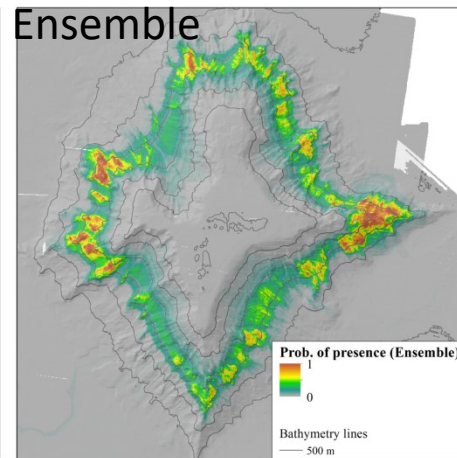 Ensemble
Prob. of presence (Ensemble)
1
0
Bathymetry lines
500 m